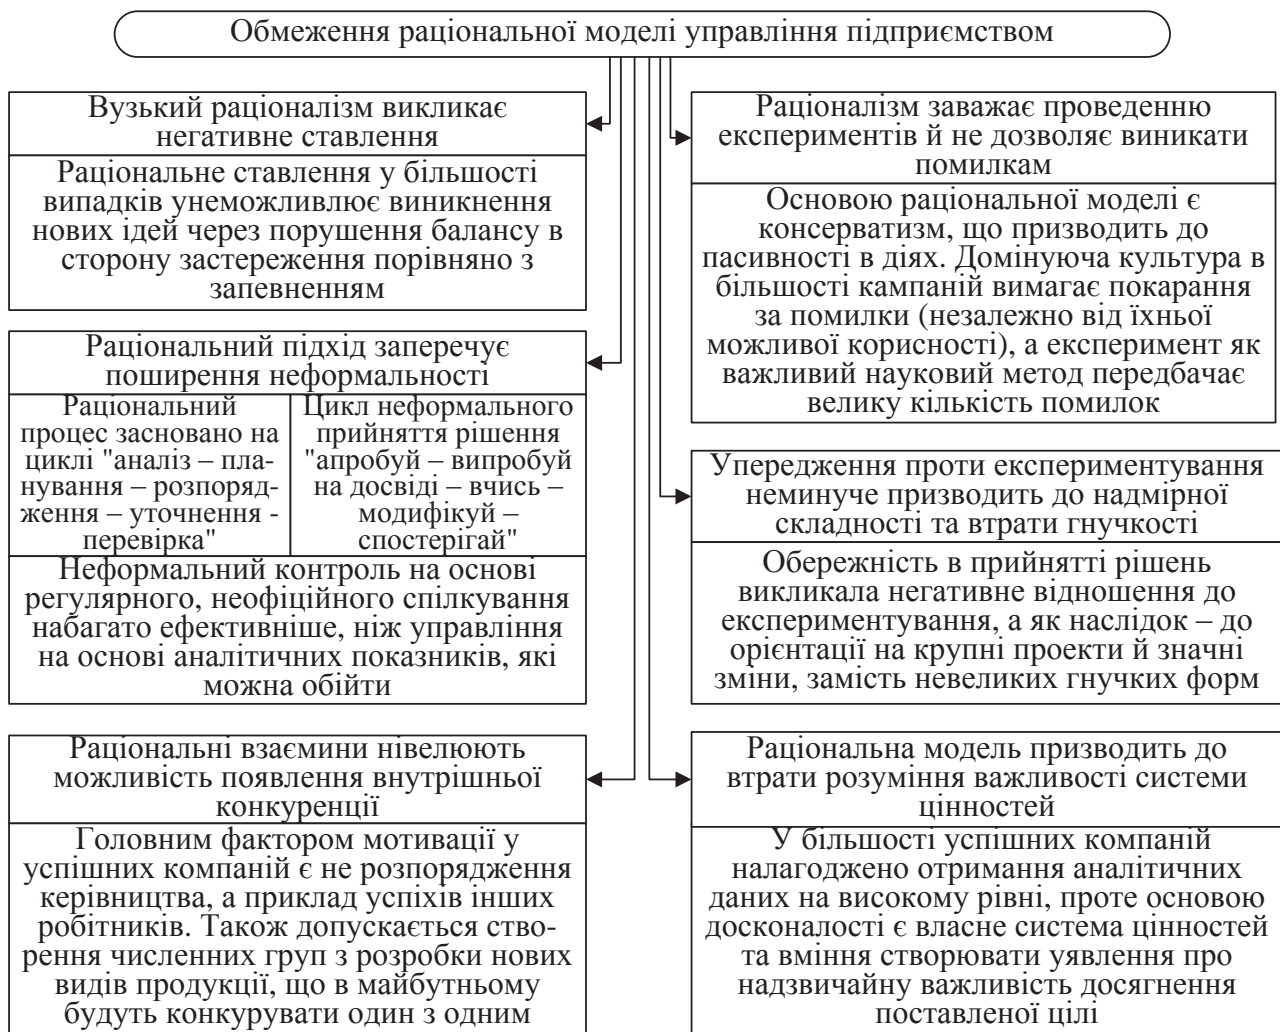 Обмеження раціональної моделі управління підприємством
Вузький раціоналізм викликає
негативне ставлення
Раціональне ставлення у більшості
випадків унеможливлює виникнення
нових ідей через порушення балансу в
сторону застереження порівняно з
запевненням
Раціональний підхід заперечує
поширення неформальності
Раціональний
процес засновано на
циклі "аналіз – пла-
нування – розпоряд-
ження – уточнення -
перевірка"
Цикл неформального
прийняття рішення
"апробуй – випробуй
на досвіді – вчись –
модифікуй –
спостерігай"
Неформальний контроль на основі
регулярного, неофіційного спілкування
набагато ефективніше, ніж управління
на основі аналітичних показників, які
можна обійти
Раціональні взаємини нівелюють
можливість появлення внутрішньої
конкуренції
Головним фактором мотивації у
успішних компаній є не розпорядження
керівництва, а приклад успіхів інших
робітників. Також допускається ство-
рення численних груп з розробки нових
видів продукції, що в майбутньому
будуть конкурувати один з одним
Раціоналізм заважає проведенню
експериментів й не дозволяє виникати
помилкам
Основою раціональної моделі є
консерватизм, що призводить до
пасивності в діях. Домінуюча культура в
більшості кампаній вимагає покарання
за помилки (незалежно від їхньої
можливої корисності), а експеримент як
важливий науковий метод передбачає
велику кількість помилок
Упередження проти експериментування
неминуче призводить до надмірної
складності та втрати гнучкості
Обережність в прийнятті рішень
викликала негативне відношення до
експериментування, а як наслідок – до
орієнтації на крупні проекти й значні
зміни, замість невеликих гнучких форм
Раціональна модель призводить до
втрати розуміння важливості системи
цінностей
У більшості успішних компаній
налагоджено отримання аналітичних
даних на високому рівні, проте основою
досконалості є власне система цінностей
та вміння створювати уявлення про
надзвичайну важливість досягнення
поставленої цілі